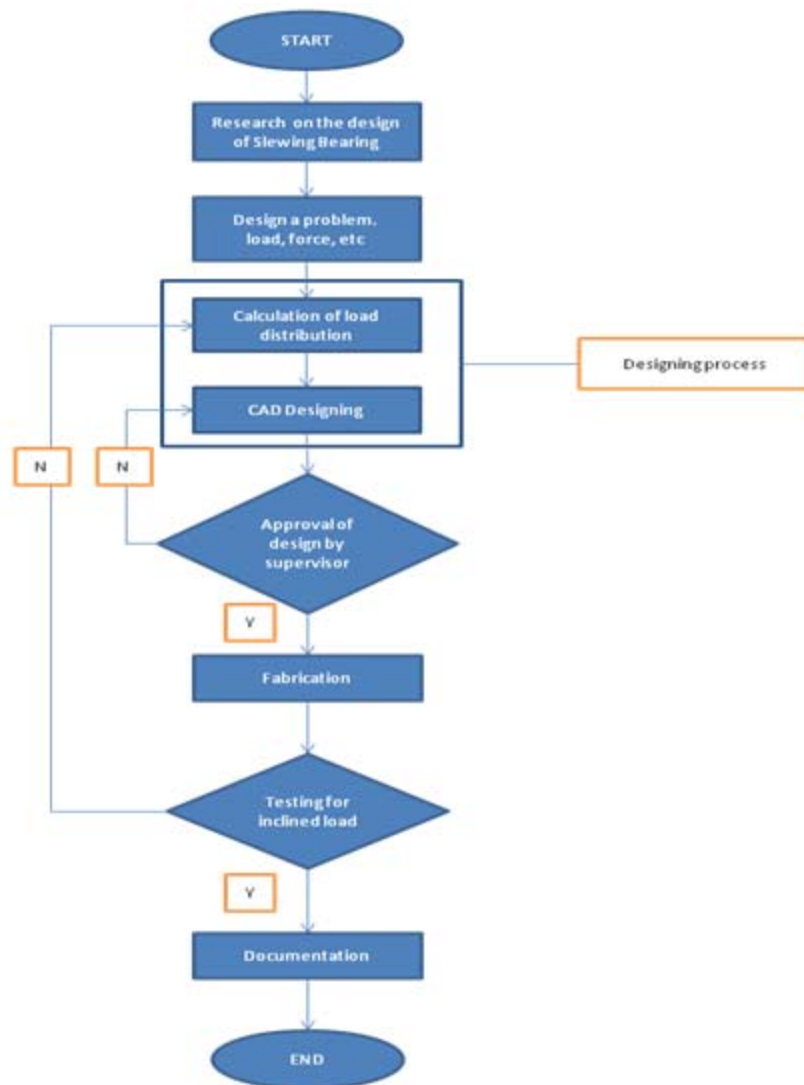 START
Research on the design
of Slewing Bearing
Design a problem.
load, force, etc
Calculation of load
distribution
Designing process
CAD Designing
N
N
Approval of
design by
supervisor
Y
Fabrication
Testing for
inclined load
Y
Documentation
END